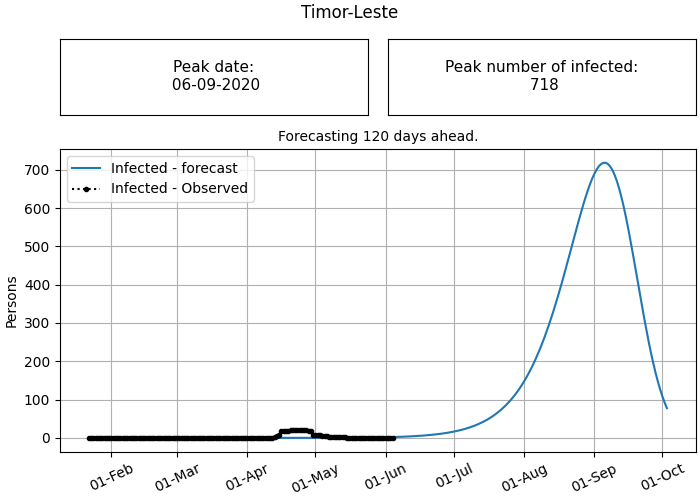 Timor-Leste
Peak date:
06-09-2020
Peak number of infected:
718
Forecasting 120 days ahead.
Infected - forecast
Infected - Observed
Persons
700
600
500
400
300
200
100
0
01-Feb
01-Mar
01-Apr
01-May
01-Jun
01-Jul
01-Aug
01-Sep
01-Oct